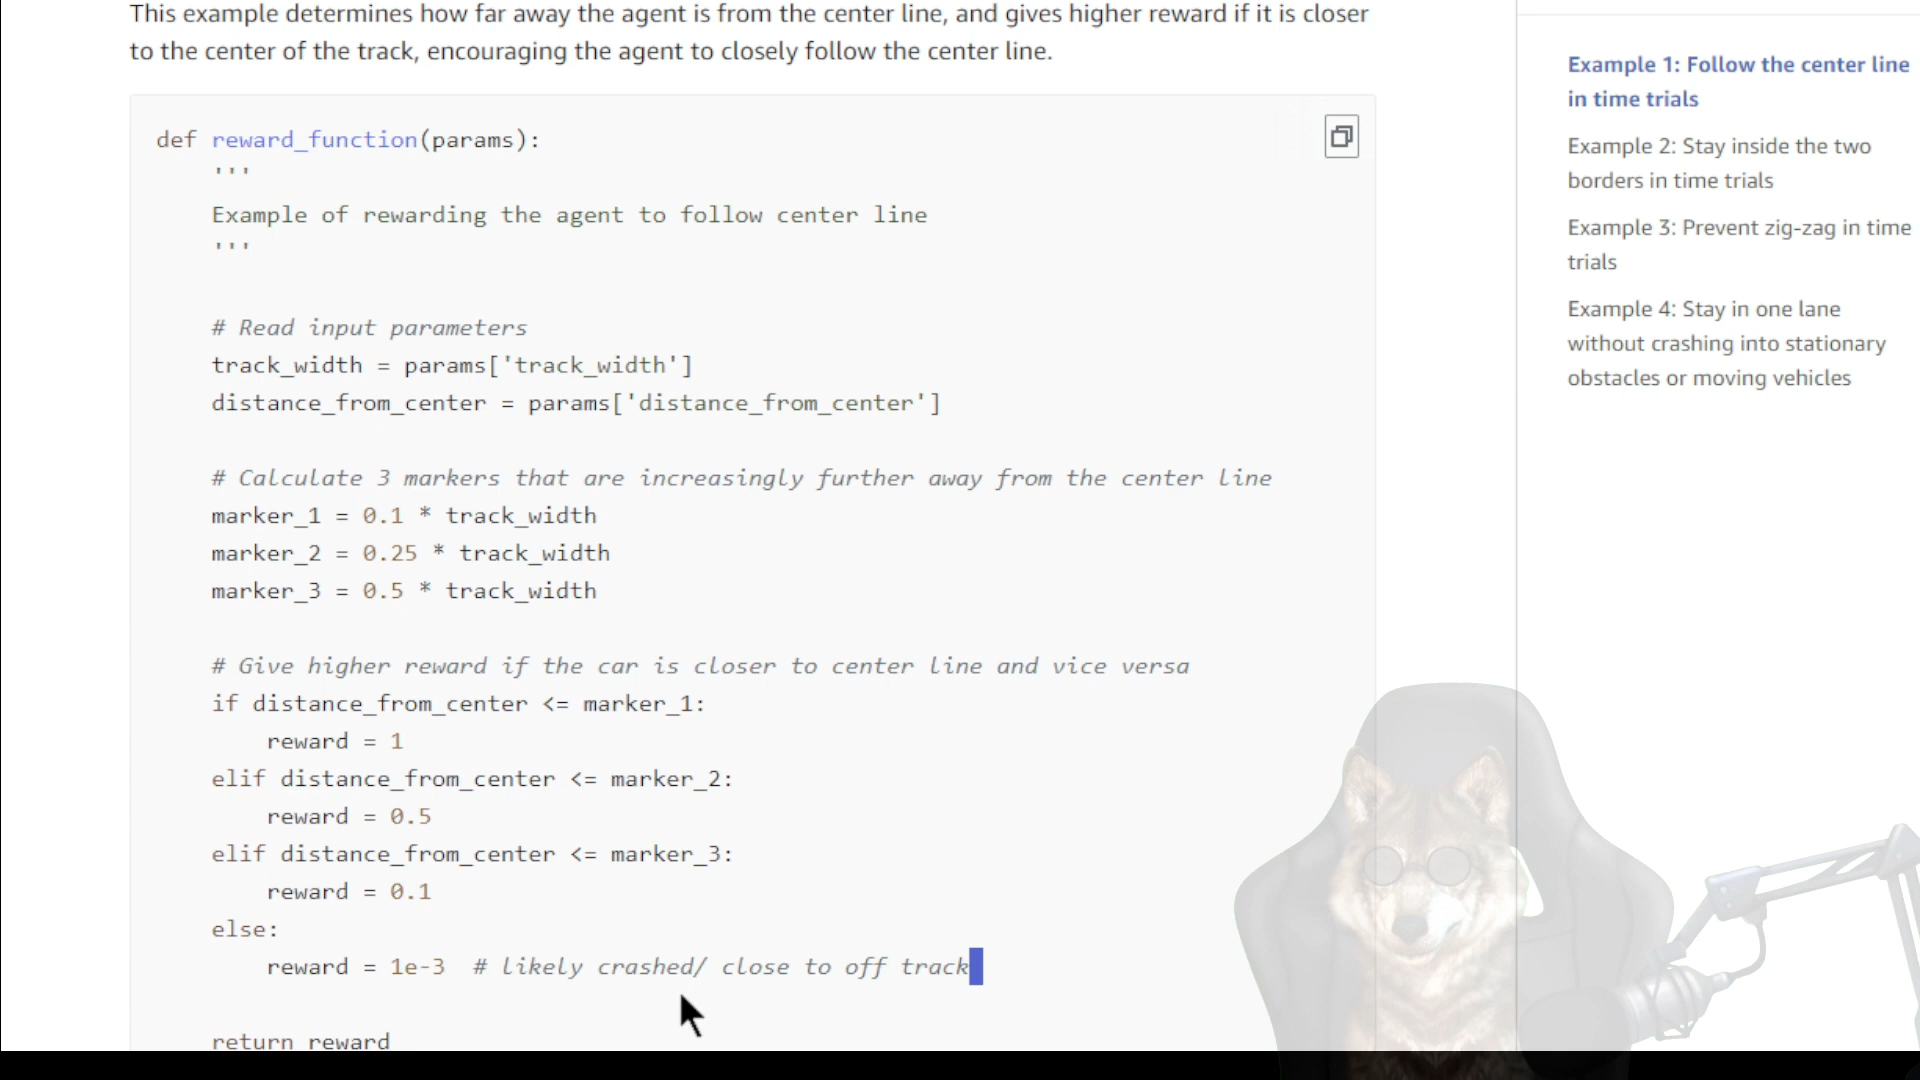 This example determines how far away the agent is from the center line, and gives higher reward if it is closer
to the center of the track, encouraging the agent to closely follow the center line.
def reward_function(params):
    '''
    Example of rewarding the agent to follow center line
    '''
    # Read input parameters
    track_width = params['track_width']
    distance_from_center = params['distance_from_center']
    # Calculate 3 markers that are increasingly further away from the center line
    marker_1 = 0.1 * track_width
    marker_2 = 0.25 * track_width
    marker_3 = 0.5 * track_width
    # Give higher reward if the car is closer to center line and vice versa
    if distance_from_center <= marker_1:
        reward = 1
    elif distance_from_center <= marker_2:
        reward = 0.5
    elif distance_from_center <= marker_3:
        reward = 0.1
    else:
        reward = 1e-3  # likely crashed/ close to off track
    return reward
Example 1: Follow the center line
in time trials
Example 2: Stay inside the two
borders in time trials
Example 3: Prevent zig-zag in time
trials
Example 4: Stay in one lane
without crashing into stationary
obstacles or moving vehicles